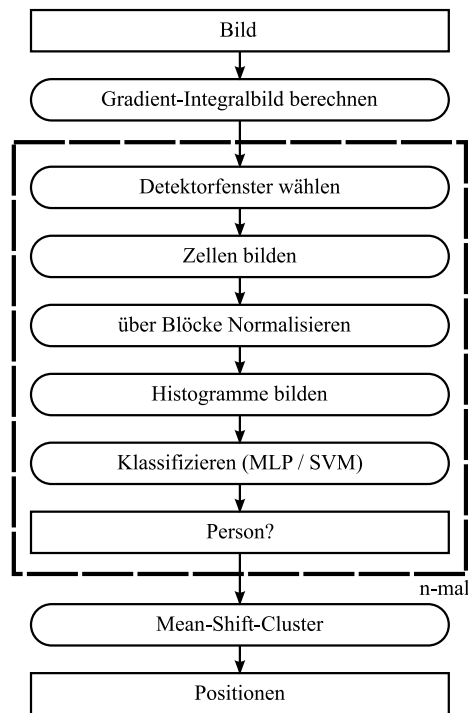 Bild
Gradient-Integralbild berechnen
Detektorfenster wählen
Zellen bilden
über Blöcke Normalisieren
Histogramme bilden
Klassifizieren (MLP / SVM)
Person?
n-mal
Mean-Shift-Cluster
Positionen